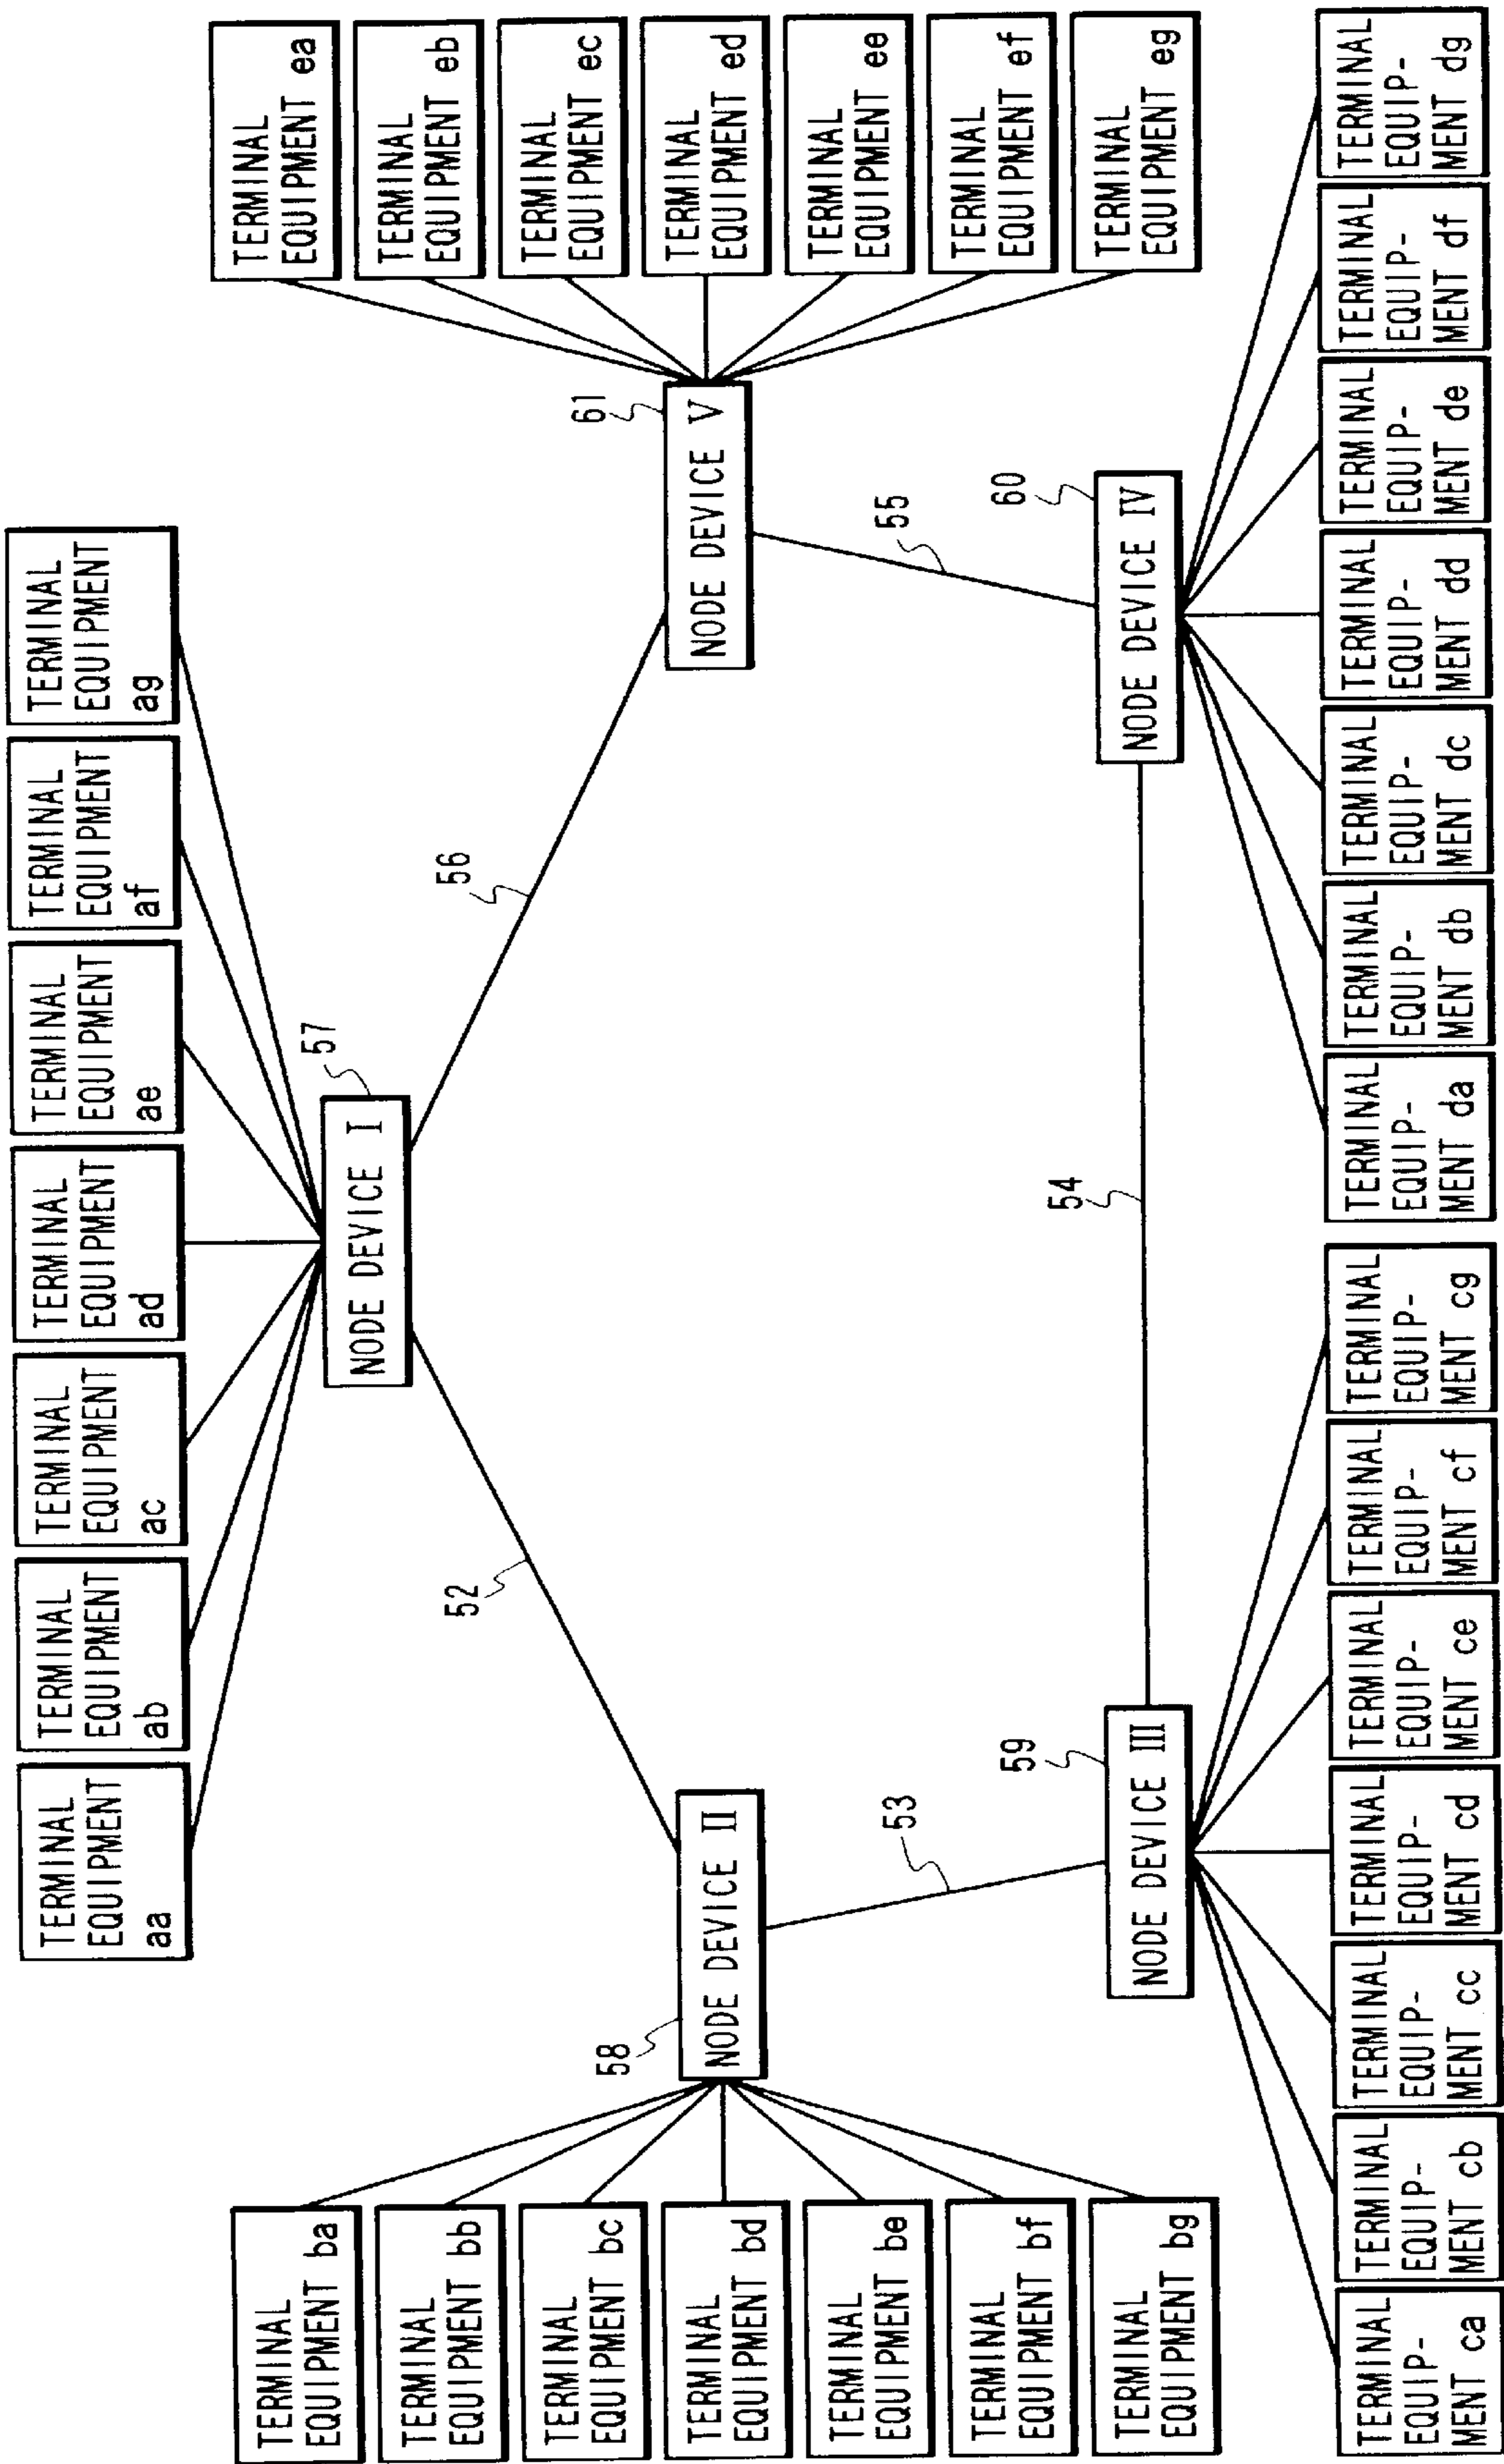 TERMINAL
EQUIPMENT
aa
TERMINAL
EQUIPMENT
ab
TERMINAL
EQUIPMENT
ac
TERMINAL
EQUIPMENT
ad
TERMINAL
EQUIPMENT
ae
TERMINAL
EQUIPMENT
af
TERMINAL
EQUIPMENT
ag
57
NODE DEVICE I
52
56
TERMINAL
EQUIPMENT ba
TERMINAL
EQUIPMENT bb
TERMINAL
EQUIPMENT bc
TERMINAL
EQUIPMENT bd
TERMINAL
EQUIPMENT be
TERMINAL
EQUIPMENT bf
TERMINAL
EQUIPMENT bg
58
NODE DEVICE II
61
NODE DEVICE V
TERMINAL
EQUIPMENT ea
TERMINAL
EQUIPMENT eb
TERMINAL
EQUIPMENT ec
TERMINAL
EQUIPMENT ed
TERMINAL
EQUIPMENT ee
TERMINAL
EQUIPMENT ef
TERMINAL
EQUIPMENT eg
53
55
59
NODE DEVICE III
54
60
NODE DEVICE IV
TERMINAL
EQUIP-
MENT ca
TERMINAL
EQUIP-
MENT cb
TERMINAL
EQUIP-
MENT cc
TERMINAL
EQUIP-
MENT cd
TERMINAL
EQUIP-
MENT ce
TERMINAL
EQUIP-
MENT cf
TERMINAL
EQUIP-
MENT cg
TERMINAL
EQUIP-
MENT da
TERMINAL
EQUIP-
MENT db
TERMINAL
EQUIP-
MENT dc
TERMINAL
EQUIP-
MENT dd
TERMINAL
EQUIP-
MENT de
TERMINAL
EQUIP-
MENT df
TERMINAL
EQUIP-
MENT dg